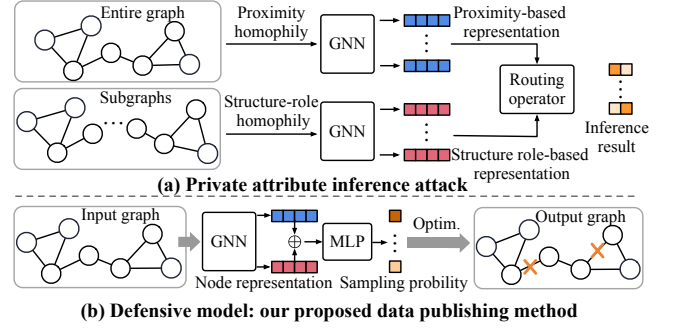 Entire graph
Proximity
homophily
GNN
Proximity-based
representation
Subgraphs
Structure-role
homophily
GNN
Routing
operator
Inference
result
Structure role-based
representation
(a) Private attribute inference attack
Input graph
GNN
⊕
MLP
Node representation
Sampling probility
Optim.
Output graph
(b) Defensive model: our proposed data publishing method